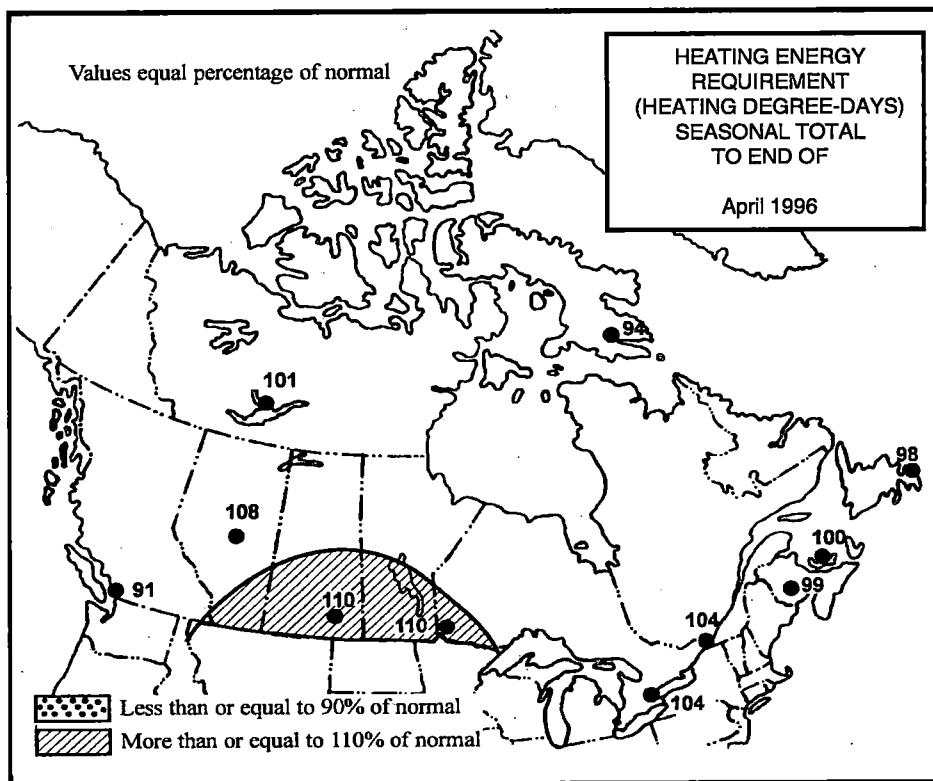 Values equal percentage of normal
HEATING ENERGY
REQUIREMENT
(HEATING DEGREE-DAYS)
SEASONAL TOTAL
TO END OF
April 1996
94
101
98
108
100
91
99
110
110
104
104
Less than or equal to 90% of normal
More than or equal to 110% of normal